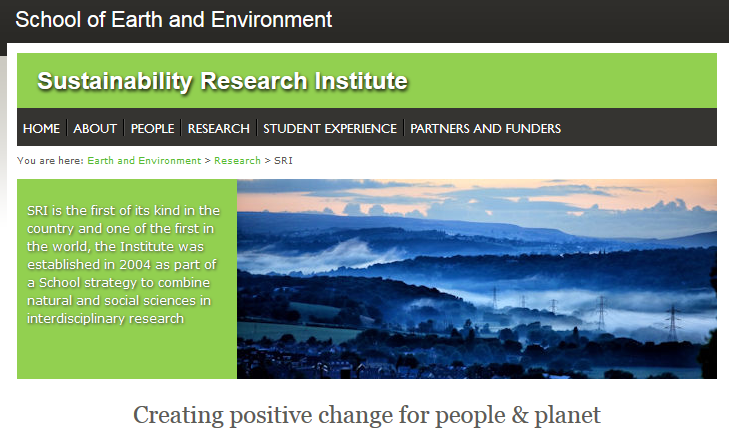 School of Earth and Environment
Sustainability Research Institute
HOME ABOUT PEOPLE RESEARCH STUDENT EXPERIENCE PARTNERS AND FUNDERS
You are here: Earth and Environment > Research > SRI
SRI is the first of its kind in the
country and one of the first in
the world, the Institute was
established in 2004 as part of
a School strategy to combine
natural and social sciences in
interdisciplinary research
Creating positive change for people & planet